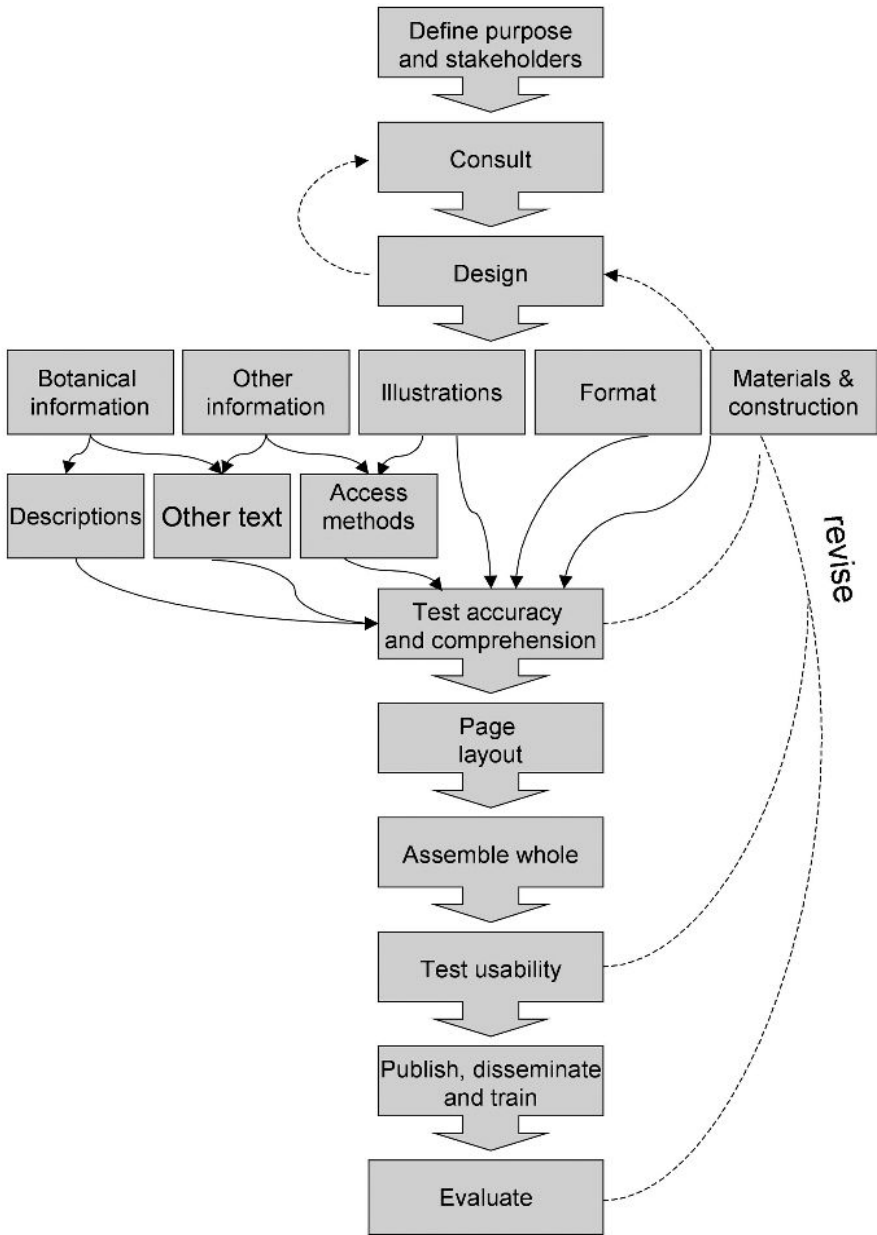 Define purpose
and stakeholders
Consult
Design
Botanical
information
Other
information
Illustrations
Format
Materials &
construction
Descriptions
Other text
Access
methods
revise
Test accuracy
and comprehension
Page
layout
Assemble whole
Test usability
Publish, disseminate
and train
Evaluate